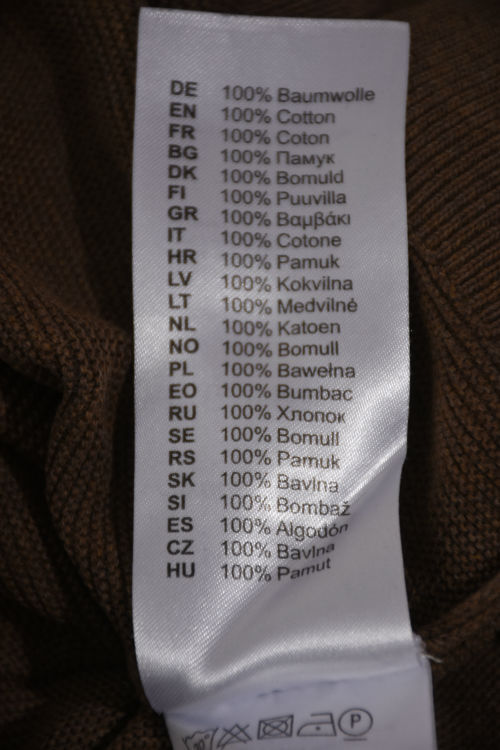 DE 100% Baumwolle
EN 100% Cotton
FR 100% Coton
BG 100% Памук
DK 100% Bomuld
FI 100% Puuvilla
GR 100% Βαμβάκι
IT 100% Cotone
HR 100% Pamuk
LV 100% Kokvilna
LT 100% Medvilnė
NL 100% Katoen
NO 100% Bomull
PL 100% Bawełna
EO 100% Bumbac
RU 100% Хлопок
SE 100% Bomull
RS 100% Pamuk
SK 100% Bavlna
SI 100% Bombaž
ES 100% Algodón
CZ 100% Bavlna
HU 100% Pamut
P